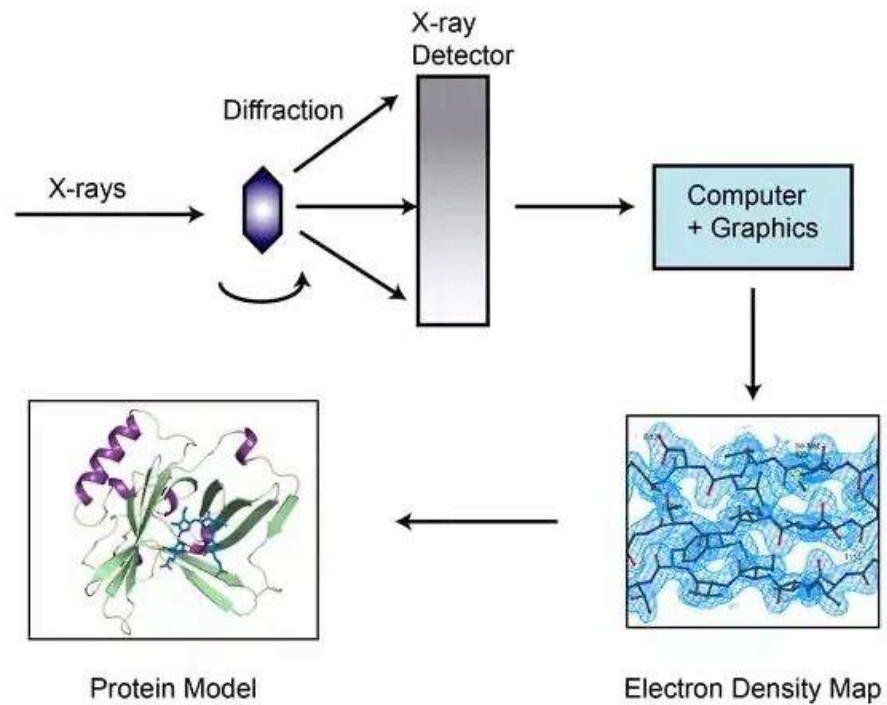 X-ray
Detector
Diffraction
X-rays
Computer
+ Graphics
Protein Model
Electron Density Map